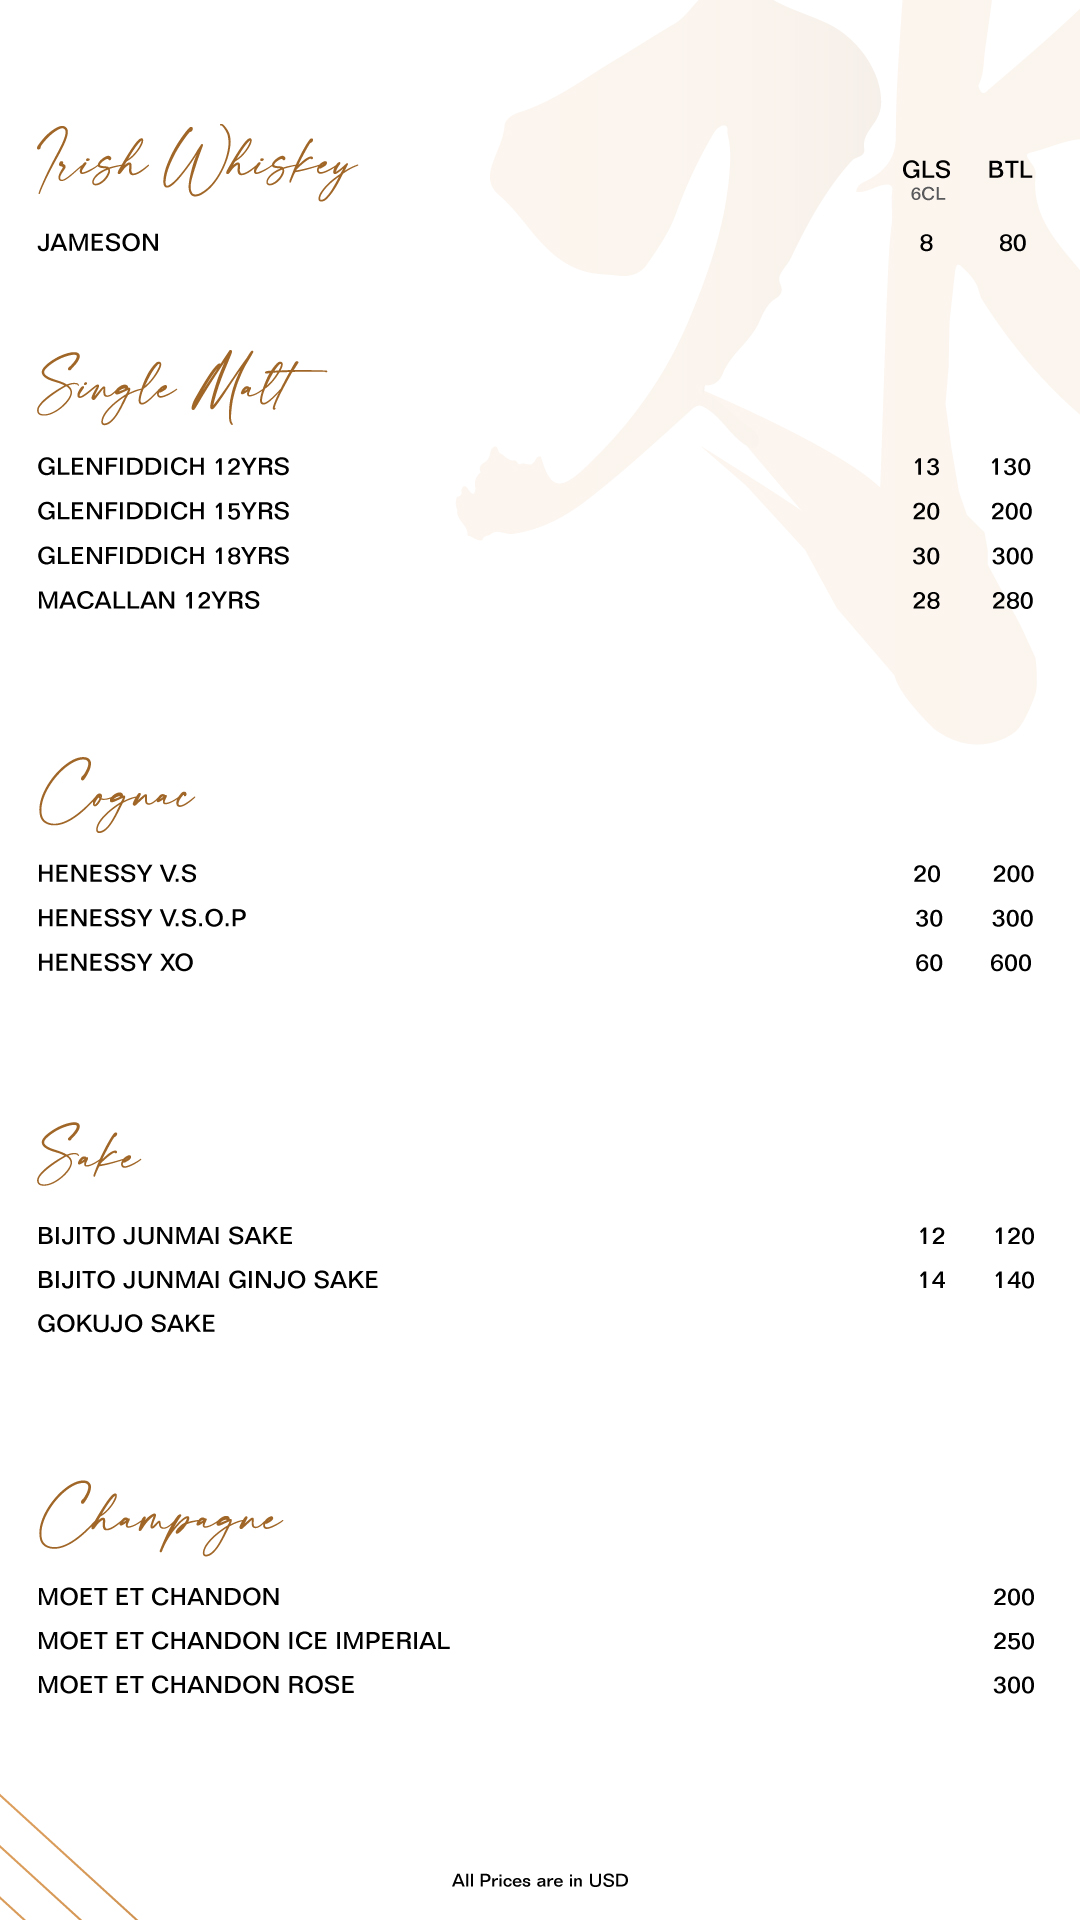 Irish Whiskey GLS BTL
6CL
JAMESON 8 80
Single Malt
GLENFIDDICH 12YRS 13 130
GLENFIDDICH 15YRS 20 200
GLENFIDDICH 18YRS 30 300
MACALLAN 12YRS 28 280
Cognac
HENESSY V.S 20 200
HENESSY V.S.O.P 30 300
HENESSY XO 60 600
Sake
BIJITO JUNMAI SAKE 12 120
BIJITO JUNMAI GINJO SAKE 14 140
GOKUJO SAKE
Champagne
MOET ET CHANDON 200
MOET ET CHANDON ICE IMPERIAL 250
MOET ET CHANDON ROSE 300
All Prices are in USD